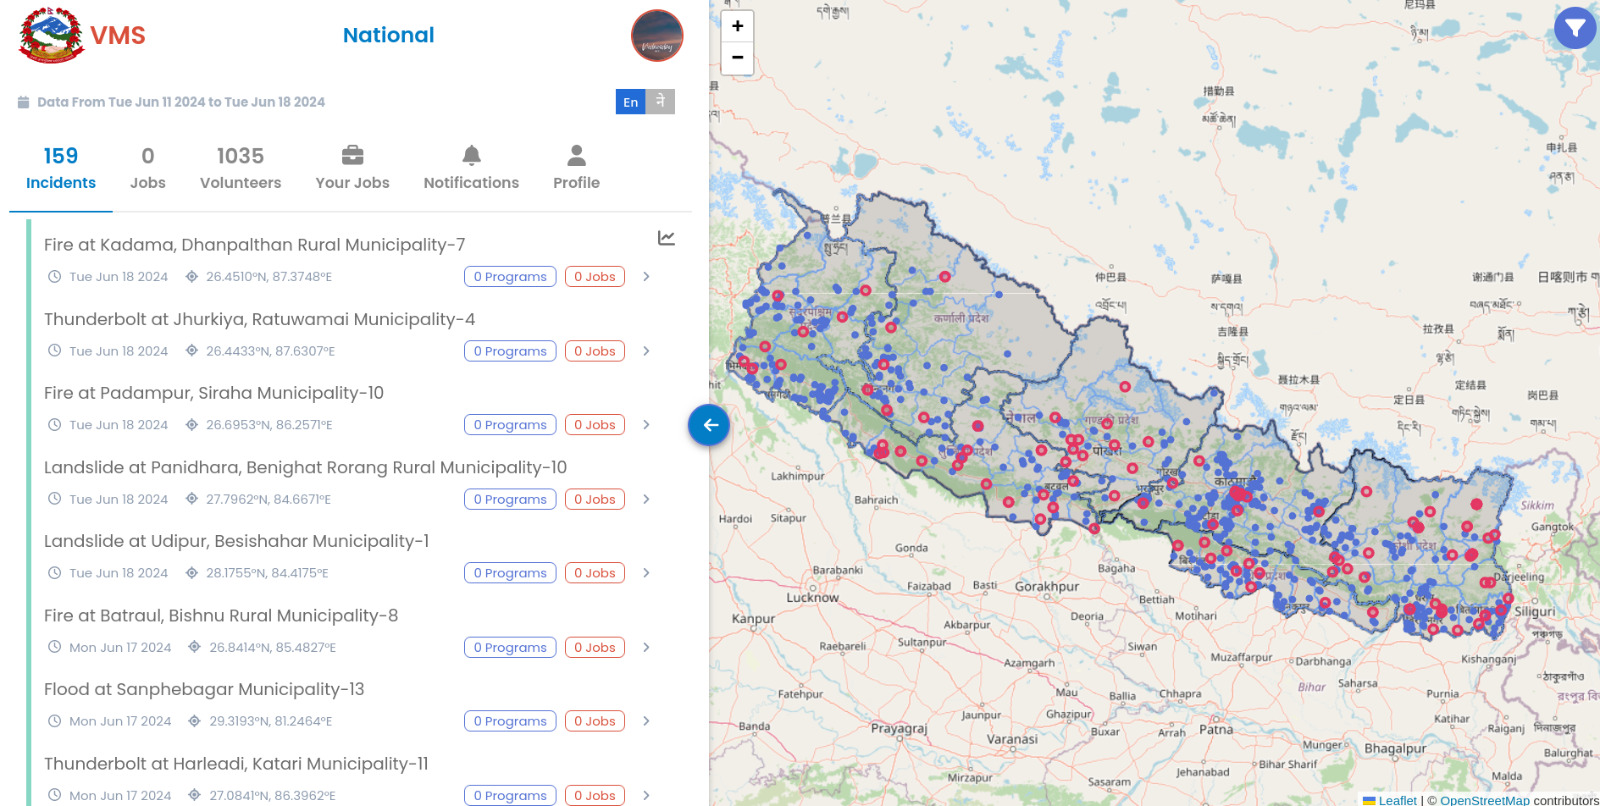 VMS
National
Data From Tue Jun 11 2024 to Tue Jun 18 2024
En
ने
159
Incidents
0
Jobs
1035
Volunteers
Your Jobs
Notifications
Profile
Fire at Kadama, Dhanpalthan Rural Municipality-7
Tue Jun 18 2024 26.4510°N, 87.3748°E 0 Programs 0 Jobs
Thunderbolt at Jhurkiya, Ratuwamai Municipality-4
Tue Jun 18 2024 26.4433°N, 87.6307°E 0 Programs 0 Jobs
Fire at Padampur, Siraha Municipality-10
Tue Jun 18 2024 26.6953°N, 86.2571°E 0 Programs 0 Jobs
Landslide at Panidhara, Benighat Rorang Rural Municipality-10
Tue Jun 18 2024 27.7962°N, 84.6671°E 0 Programs 0 Jobs
Landslide at Udipur, Besishahar Municipality-1
Tue Jun 18 2024 28.1755°N, 84.4175°E 0 Programs 0 Jobs
Fire at Batraul, Bishnu Rural Municipality-8
Mon Jun 17 2024 26.8414°N, 85.4827°E 0 Programs 0 Jobs
Flood at Sanphebagar Municipality-13
Mon Jun 17 2024 29.3193°N, 81.2464°E 0 Programs 0 Jobs
Thunderbolt at Harleadi, Katari Municipality-11
Mon Jun 17 2024 27.0841°N, 86.3962°E 0 Programs 0 Jobs
+
−
尼玛县
措勤县
申扎县
仲巴县
萨嘎县
谢通门县
日喀则市
吉隆县
拉孜县
聂拉木县
定结县
定日县
岗巴县
कर्णाली प्रदेश
नेपाल
Lakhimpur
Bahraich
Hardoi
Sitapur
Gonda
Barabanki
Faizabad
Basti
Gorakhpur
Lucknow
Bagaha
Bettiah
Motihari
Deoria
Akbarpur
Kanpur
Sultanpur
Raebareli
Azamgarh
Siwan
Muzaffarpur
Darbhanga
Bihar
Saharsa
Kishanganj
Purnia
Fatehpur
Mau
Ballia
Chhapra
Jaunpur
Ghazipur
Buxar
Arrah
Patna
Banda
Prayagraj
Varanasi
Munger
Bhagalpur
Katihar
Raiganj
Balurghat
Mirzapur
Sasaram
Jehanabad
Bihar Sharif
Malda
Sikkim
Gangtok
Darjeeling
Siliguri
Leaflet | © OpenStreetMap contributors